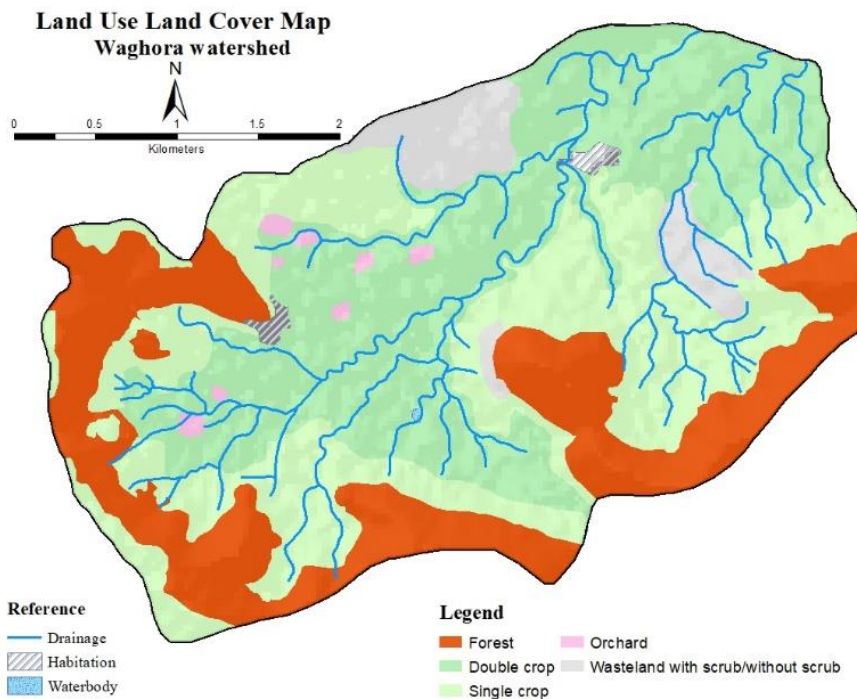 Land Use Land Cover Map
Waghora watershed
N
0 0.5 1 1.5 2
Kilometers
Reference
Drainage
Habitation
Waterbody
Legend
Forest
Double crop
Single crop
Orchard
Wasteland with scrub/without scrub